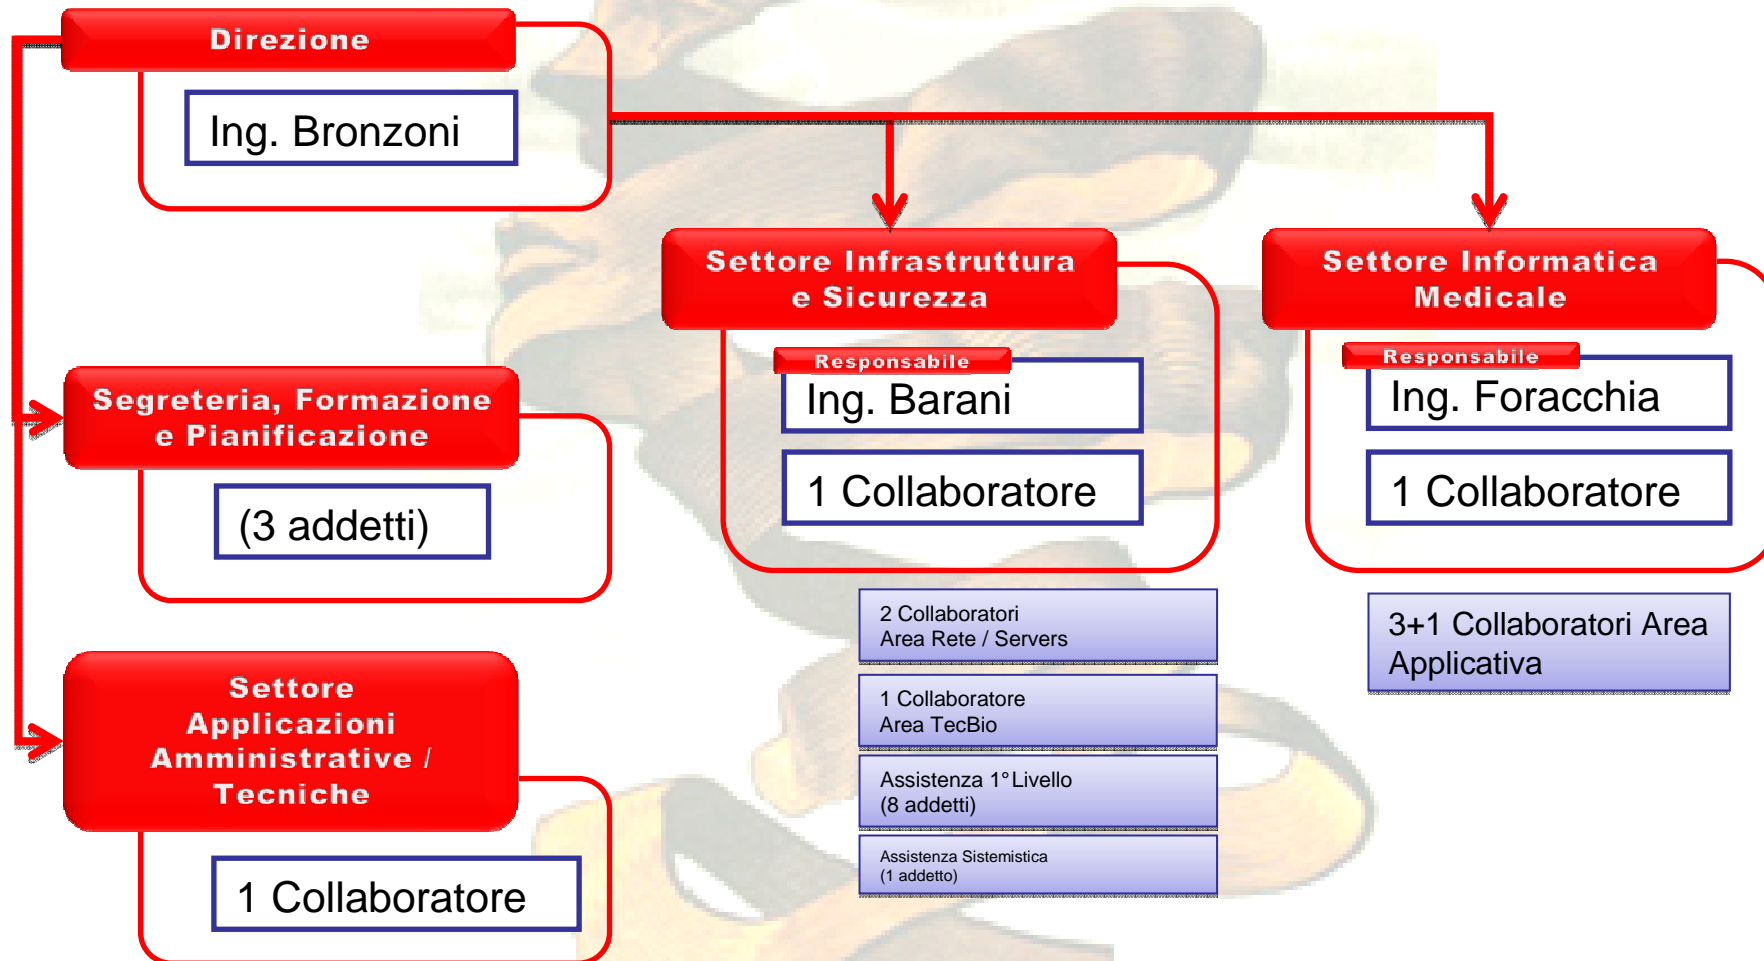 Direzione
Ing. Bronzoni
Segreteria, Formazione
e Pianificazione
(3 addetti)
Settore
Applicazioni
Amministrative /
Tecniche
1 Collaboratore
Settore Infrastruttura
e Sicurezza
Responsabile
Ing. Barani
1 Collaboratore
2 Collaboratori
Area Rete / Servers
1 Collaboratore
Area TecBio
Assistenza 1° Livello
(8 addetti)
Assistenza Sistemistica
(1 addetto)
Settore Informatica
Medicale
Responsabile
Ing. Foracchia
1 Collaboratore
3+1 Collaboratori Area
Applicativa